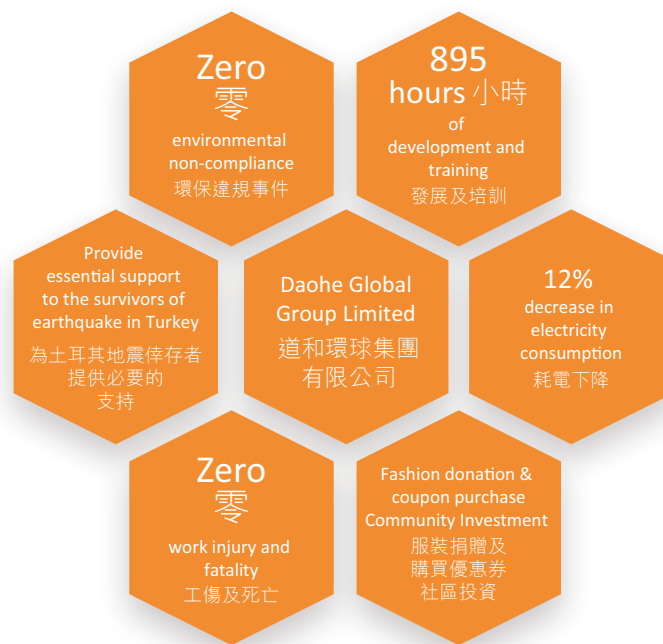 Zero
零
environmental
non-compliance
環保違規事件
895
hours 小時
of
development and
training
發展及培訓
Provide
essential support
to the survivors of
earthquake in Turkey
為土耳其地震倖存者
提供必要的
支持
Daohe Global
Group Limited
道和環球集團
有限公司
12%
decrease in
electricity
consumption
耗電下降
Zero
零
work injury and
fatality
工傷及死亡
Fashion donation &
coupon purchase
Community Investment
服裝捐贈及
購買優惠券
社區投資